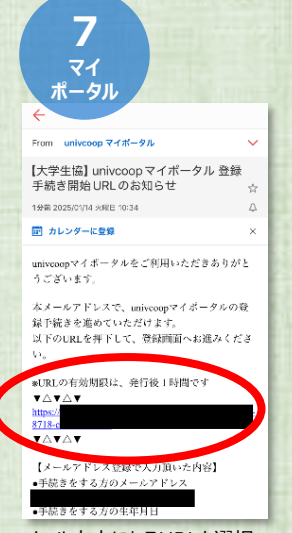 7
マイ
ポータル
From univcoop マイポータル
【大学生協】univcoop マイポータル 登録
手続き開始 URL のお知らせ
1分前 2025/01/14 火曜日 10:34
カレンダーに登録
univcoopマイポータルをご利用いただきありがと
うございます。
本メールアドレスで、univcoopマイポータルの登
録手続きを進めていただけます。
以下のURLを押下して、登録画面へお進みくださ
い。
※URLの有効期限は、発行後1時間です
▼△▼△▼
https:/
8718-c
▼△▼△▼
【メールアドレス登録で入力頂いた内容】
●手続きをする方のメールアドレス
●手続きをする方の生年月日